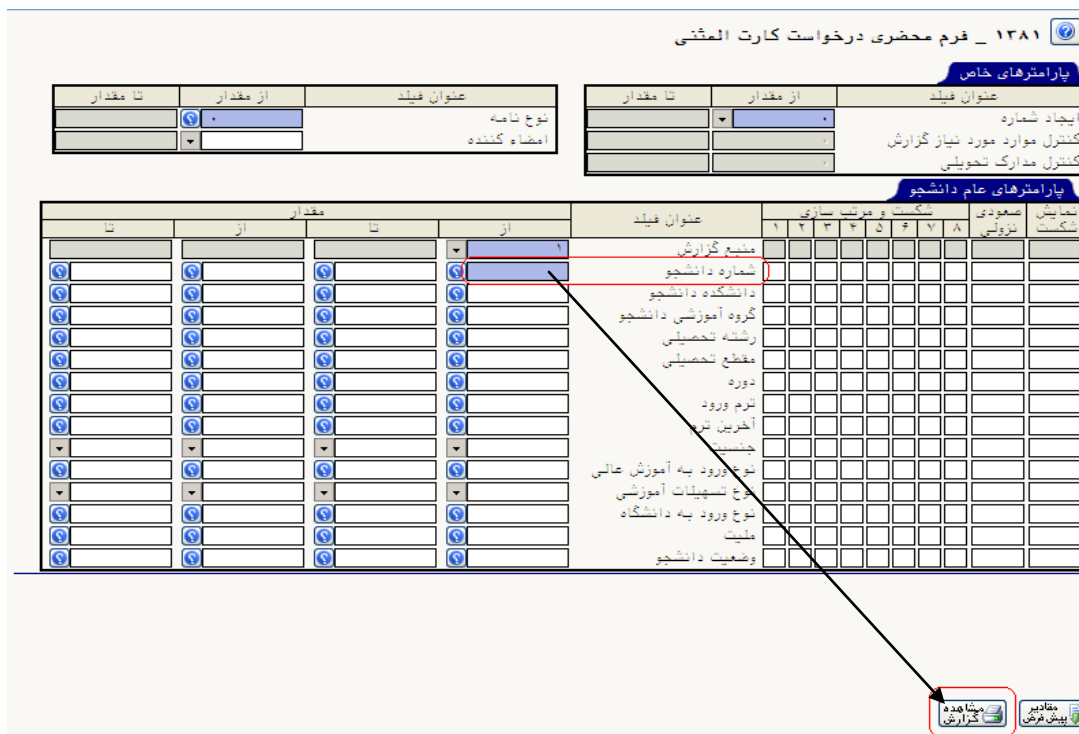 ۱۳۸۱ _ فرم محضری درخواست کارت المثنی
پارامترهای خاص
عنوان فیلد از مقدار تا مقدار
ایجاد شماره ۰
کنترل موارد مورد نیاز گزارش ۰
کنترل مدارک تحویلی ۰
عنوان فیلد از مقدار تا مقدار
نوع نامه ۰
امضاء کننده
پارامترهای عام دانشجو
نمایش شکست صعودی نزولی شکست و مرتب سازی عنوان فیلد مقدار
۸ ۷ ۶ ۵ ۴ ۳ ۲ ۱ از تا از تا
منبع گزارش ۱
شماره دانشجو
دانشکده دانشجو
گروه آموزشی دانشجو
رشته تحصیلی
مقطع تحصیلی
دوره
ترم ورود
آخرین ترم
جنسیت
نوع ورود به آموزش عالی
نوع تسهیلات آموزشی
نوع ورود به دانشگاه
ملیت
وضعیت دانشجو
مقادیر پیش فرض
مشاهده گزارش